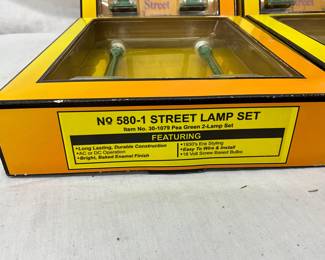 Street
Street
No 580-1 STREET LAMP SET
Item No. 30-1079 Pea Green 2-Lamp Set
FEATURING
•Long Lasting, Durable Construction
•AC or DC Operation
•Bright, Baked Enamel Finish
•1930's Era Styling
•Easy To Wire & Install
•18 Volt Screw Based Bulbs